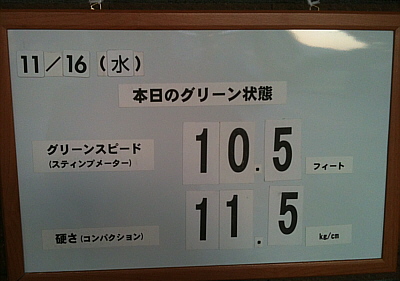 11/16(水)
本日のグリーン状態
グリーンスピード
(スティンプメーター)
10.5 フィート
硬さ(コンパクション)
11.5 kg/cm